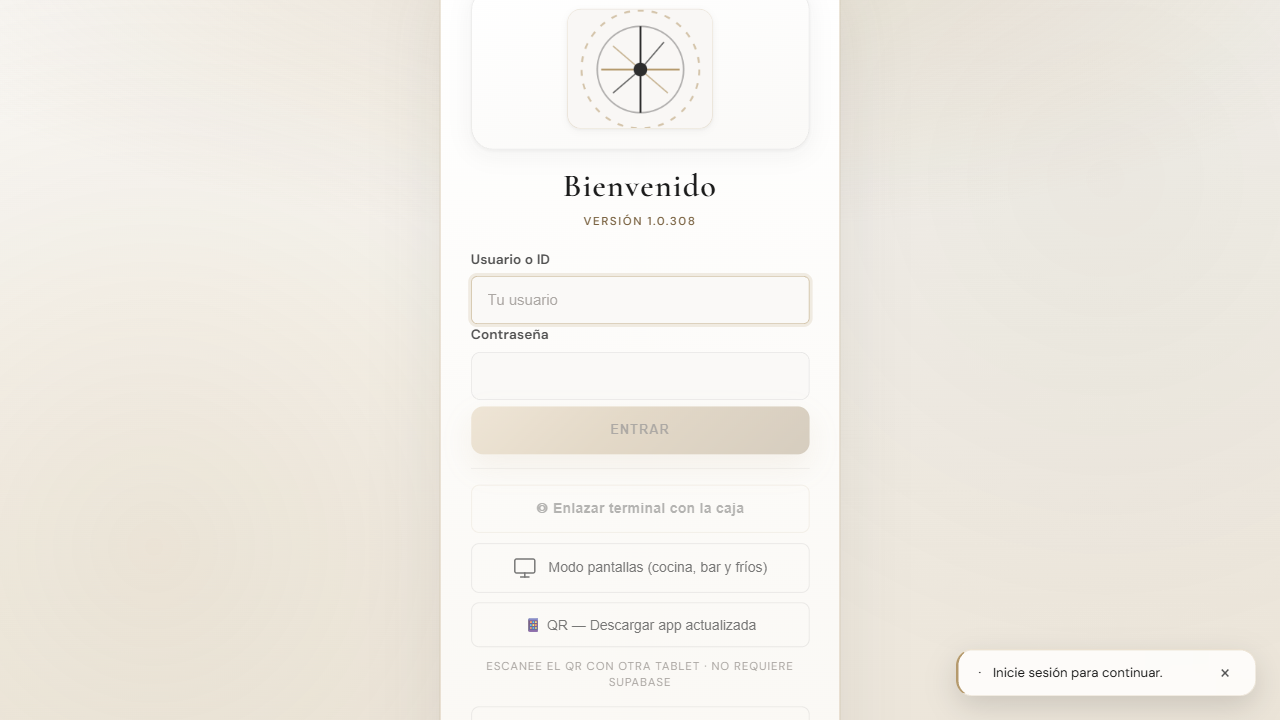 Bienvenido
VERSIÓN 1.0.308
Usuario o ID
Tu usuario
Contraseña
ENTRAR
Enlazar terminal con la caja
Modo pantallas (cocina, bar y fríos)
QR — Descargar app actualizada
ESCANEE EL QR CON OTRA TABLET · NO REQUIERE
SUPABASE
· Inicie sesión para continuar. ×